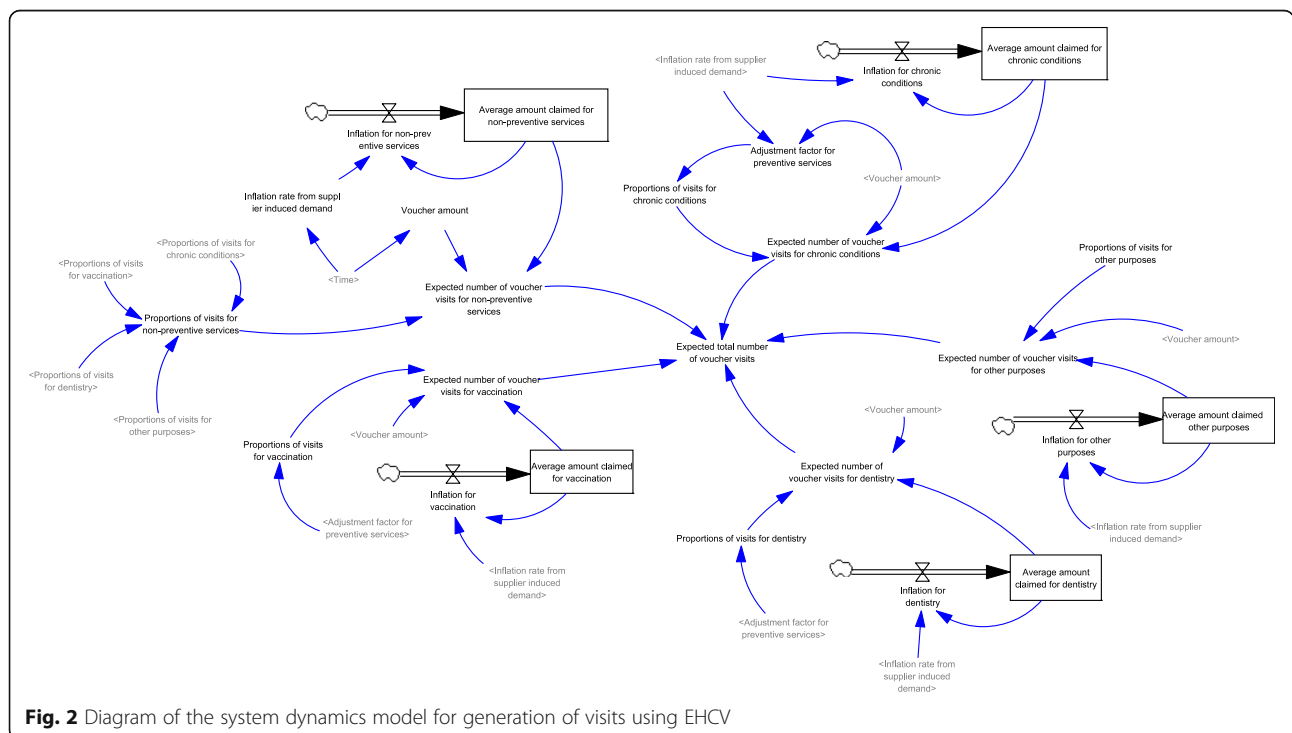 Average amount claimed for
chronic conditions
<Inflation rate from supplier
induced demand>
Inflation for chronic
conditions
Average amount claimed for
non-preventive services
Inflation for non-prev
entive services
Adjustment factor for
preventive services
Proportions of visits for
chronic conditions
<Voucher amount>
Inflation rate from suppl
ier induced demand
Voucher amount
Expected number of voucher
visits for chronic conditions
<Proportions of visits for
chronic conditions>
<Proportions of visits
for vaccination>
<Time>
Proportions of visits for
other purposes
Expected number of voucher
visits for non-preventive
services
Proportions of visits for
non-preventive services
<Voucher amount>
Expected total number
of voucher visits
Expected number of voucher visits
for other purposes
<Proportions of visits
for dentistry>
Expected number of voucher
visits for vaccination
<Proportions of visits for
other purposes>
<Voucher amount>
<Voucher amount>
Average amount claimed
other purposes
Inflation for other
purposes
Proportions of visits
for vaccination
Average amount claimed
for vaccination
Inflation for
vaccination
Expected number of
voucher visits for dentistry
<Adjustment factor for
preventive services>
<Inflation rate from supplier
induced demand>
Proportions of visits for dentistry
<Inflation rate from
supplier induced
demand>
Average amount
claimed for dentistry
Inflation for
dentistry
<Adjustment factor for
preventive services>
<Inflation rate from
supplier induced
demand>
Fig. 2 Diagram of the system dynamics model for generation of visits using EHCV